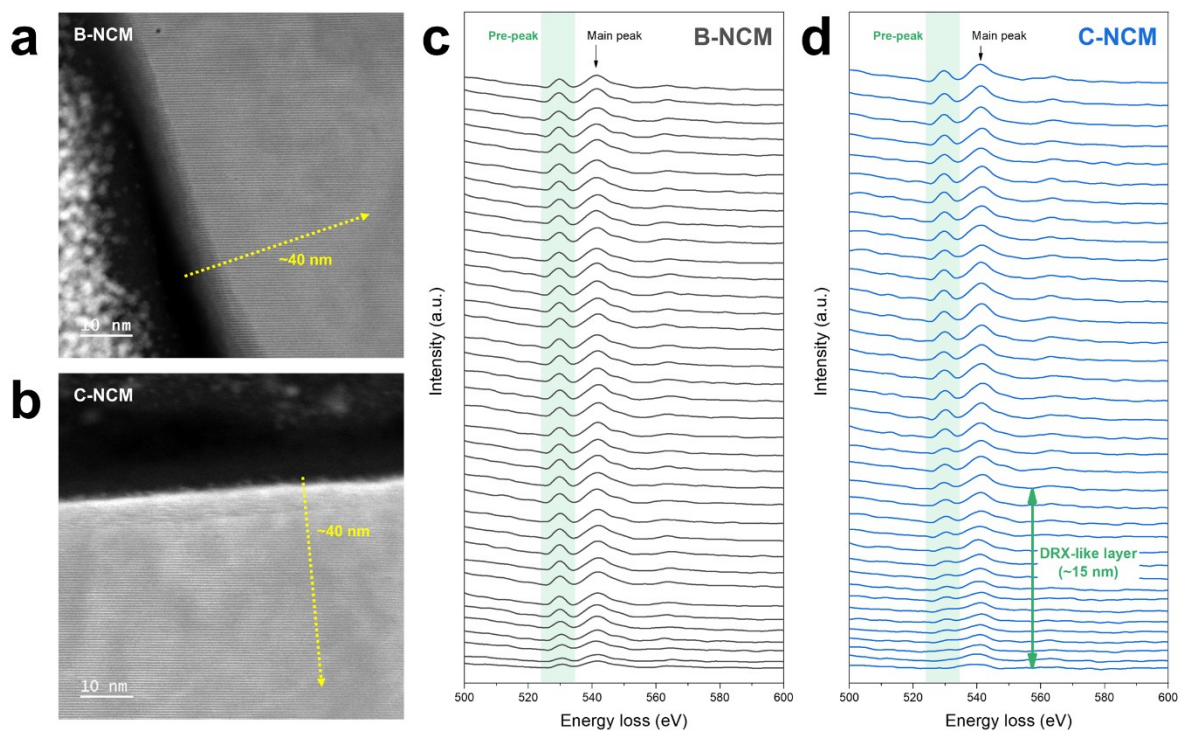 a
B-NCM
~40 nm
10 nm
b
C-NCM
~40 nm
10 nm
c
Pre-peak
Main peak
B-NCM
Intensity (a.u.)
500
520
540
560
580
600
Energy loss (eV)
d
Pre-peak
Main peak
C-NCM
Intensity (a.u.)
DRX-like layer
(~15 nm)
500
520
540
560
580
600
Energy loss (eV)